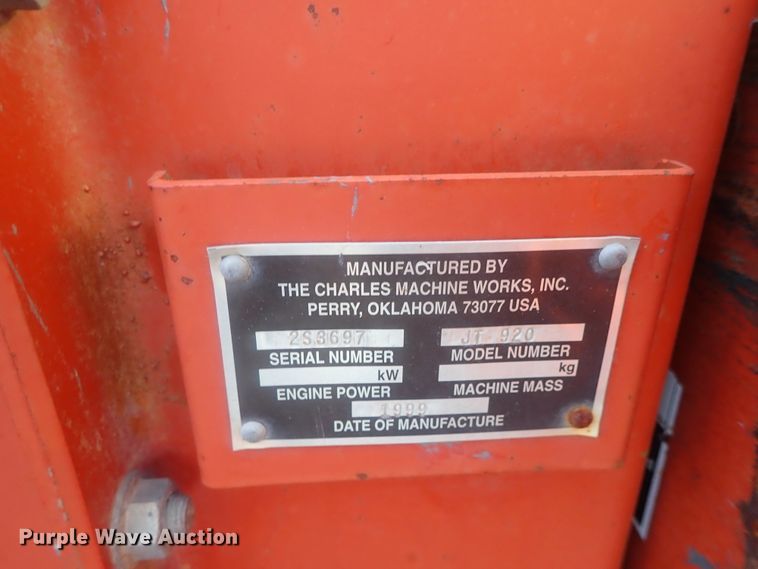 MANUFACTURED BY
THE CHARLES MACHINE WORKS, INC.
PERRY, OKLAHOMA 73077 USA
2S3697 JT 920
SERIAL NUMBER MODEL NUMBER
kW kg
ENGINE POWER MACHINE MASS
1999
DATE OF MANUFACTURE
Purple Wave Auction